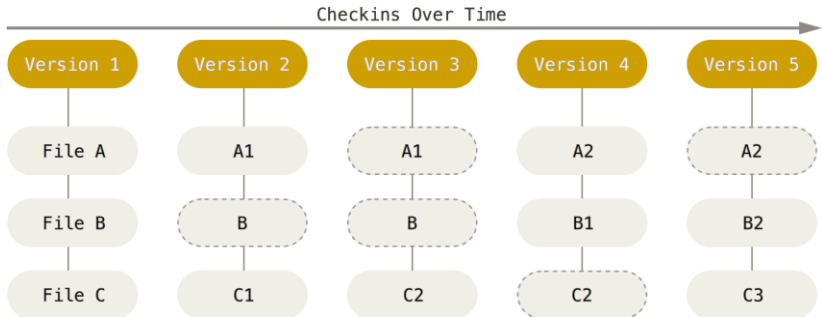 Checkins Over Time
Version 1 Version 2 Version 3 Version 4 Version 5
File A A1 A1 A2 A2
File B B B B1 B2
File C C1 C2 C2 C3